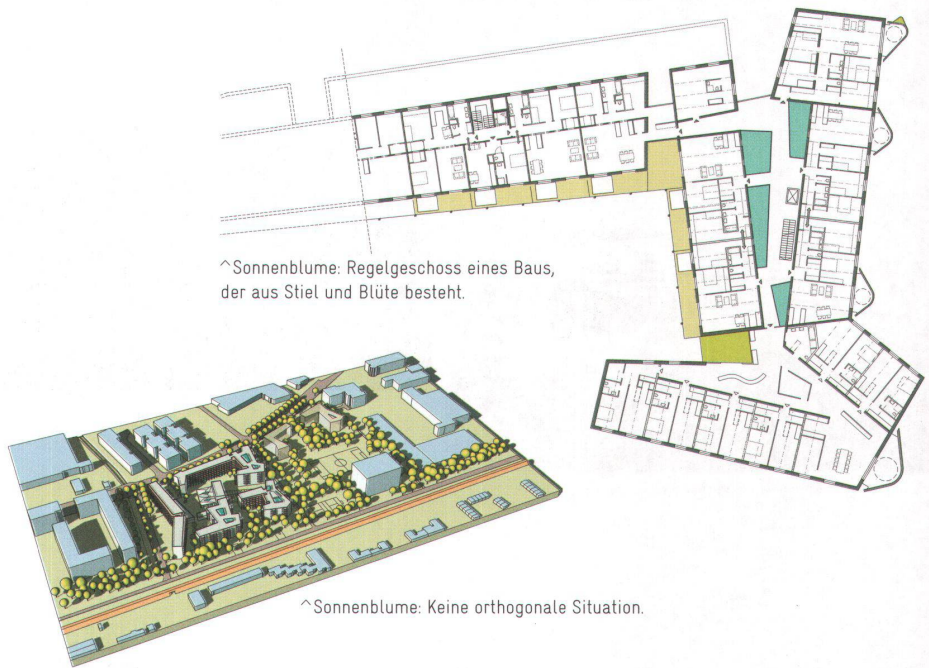 ^Sonnenblume: Regelgeschoss eines Baus,
der aus Stiel und Blüte besteht.
^Sonnenblume: Keine orthogonale Situation.